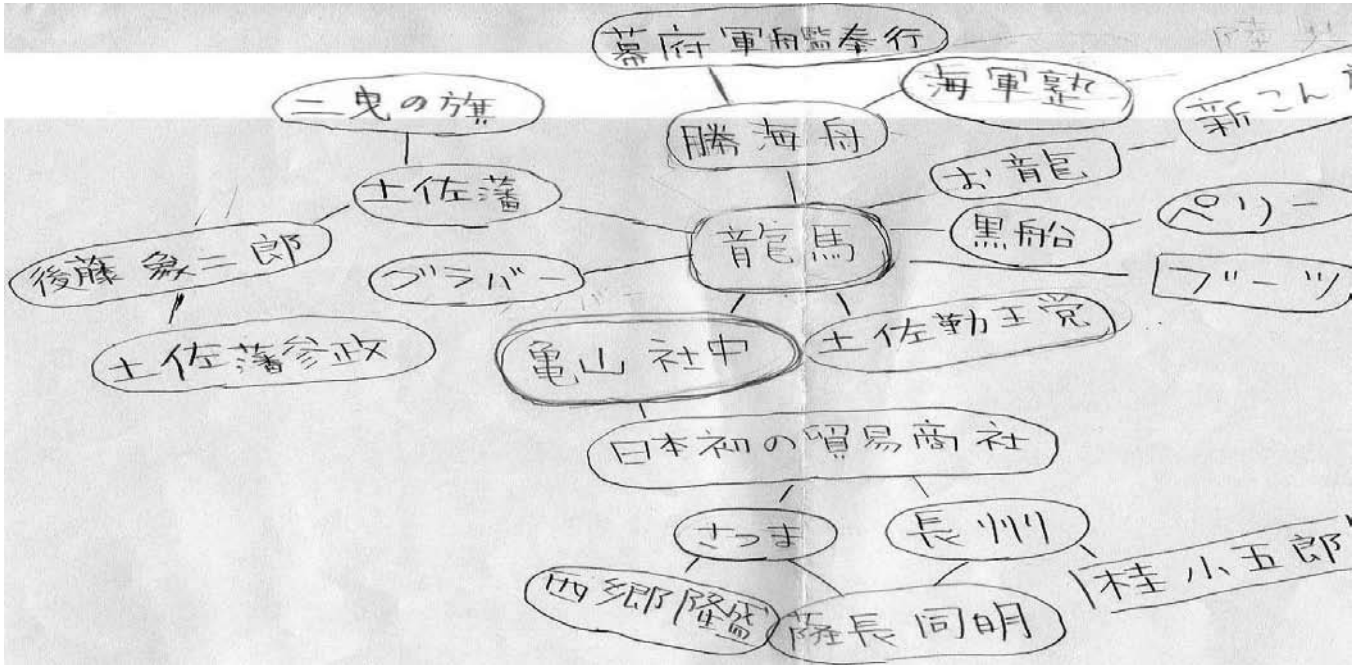 幕府軍艦奉行
海軍塾
新こん
二曳の旗
勝海舟
お龍
土佐藩
ペリー
黒船
龍馬
後藤象二郎
グラバー
ブーツ
土佐藩参政
亀山社中
土佐勤王党
日本初の貿易商社
さつま
長州
桂小五郎
西郷隆盛
薩長同明